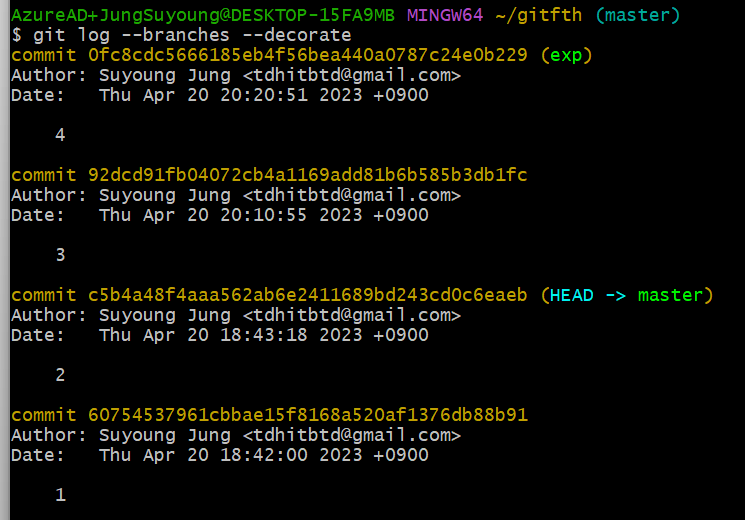 AzureAD+JungSuyoung@DESKTOP-15FA9MB MINGW64 ~/gitfth (master)
$ git log --branches --decorate
commit 0fc8cdc5666185eb4f56bea440a0787c24e0b229 (exp)
Author: Suyoung Jung <tdhitbtd@gmail.com>
Date:   Thu Apr 20 20:20:51 2023 +0900
4
commit 92dcd91fb04072cb4a1169add81b6b585b3db1fc
Author: Suyoung Jung <tdhitbtd@gmail.com>
Date:   Thu Apr 20 20:10:55 2023 +0900
3
commit c5b4a48f4aaa562ab6e2411689bd243cd0c6eaeb (HEAD -> master)
Author: Suyoung Jung <tdhitbtd@gmail.com>
Date:   Thu Apr 20 18:43:18 2023 +0900
2
commit 60754537961cbbae15f8168a520af1376db88b91
Author: Suyoung Jung <tdhitbtd@gmail.com>
Date:   Thu Apr 20 18:42:00 2023 +0900
1